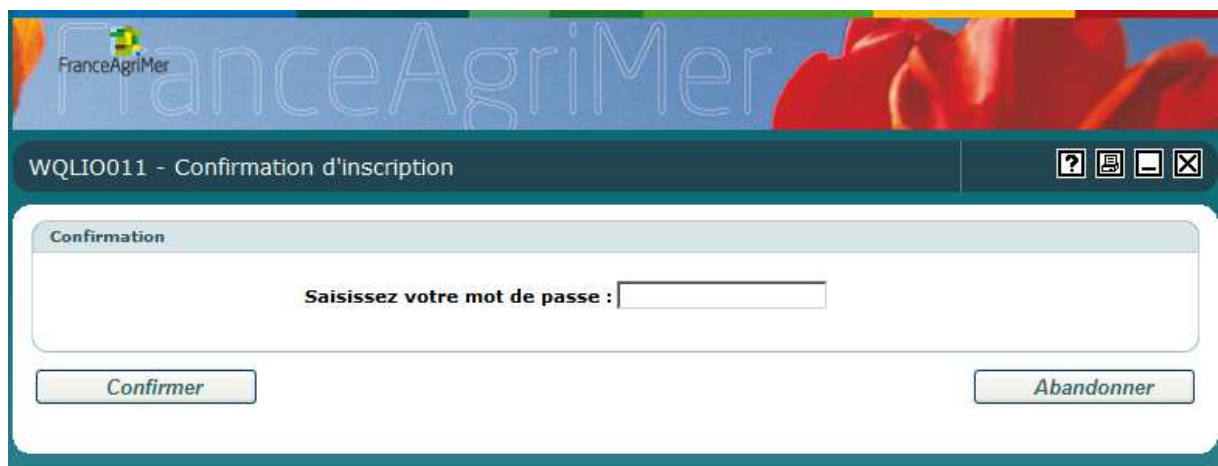 FranceAgriMer
FranceAgriMer
WQLIO011 - Confirmation d'inscription
?
Confirmation
Saisissez votre mot de passe :
Confirmer
Abandonner